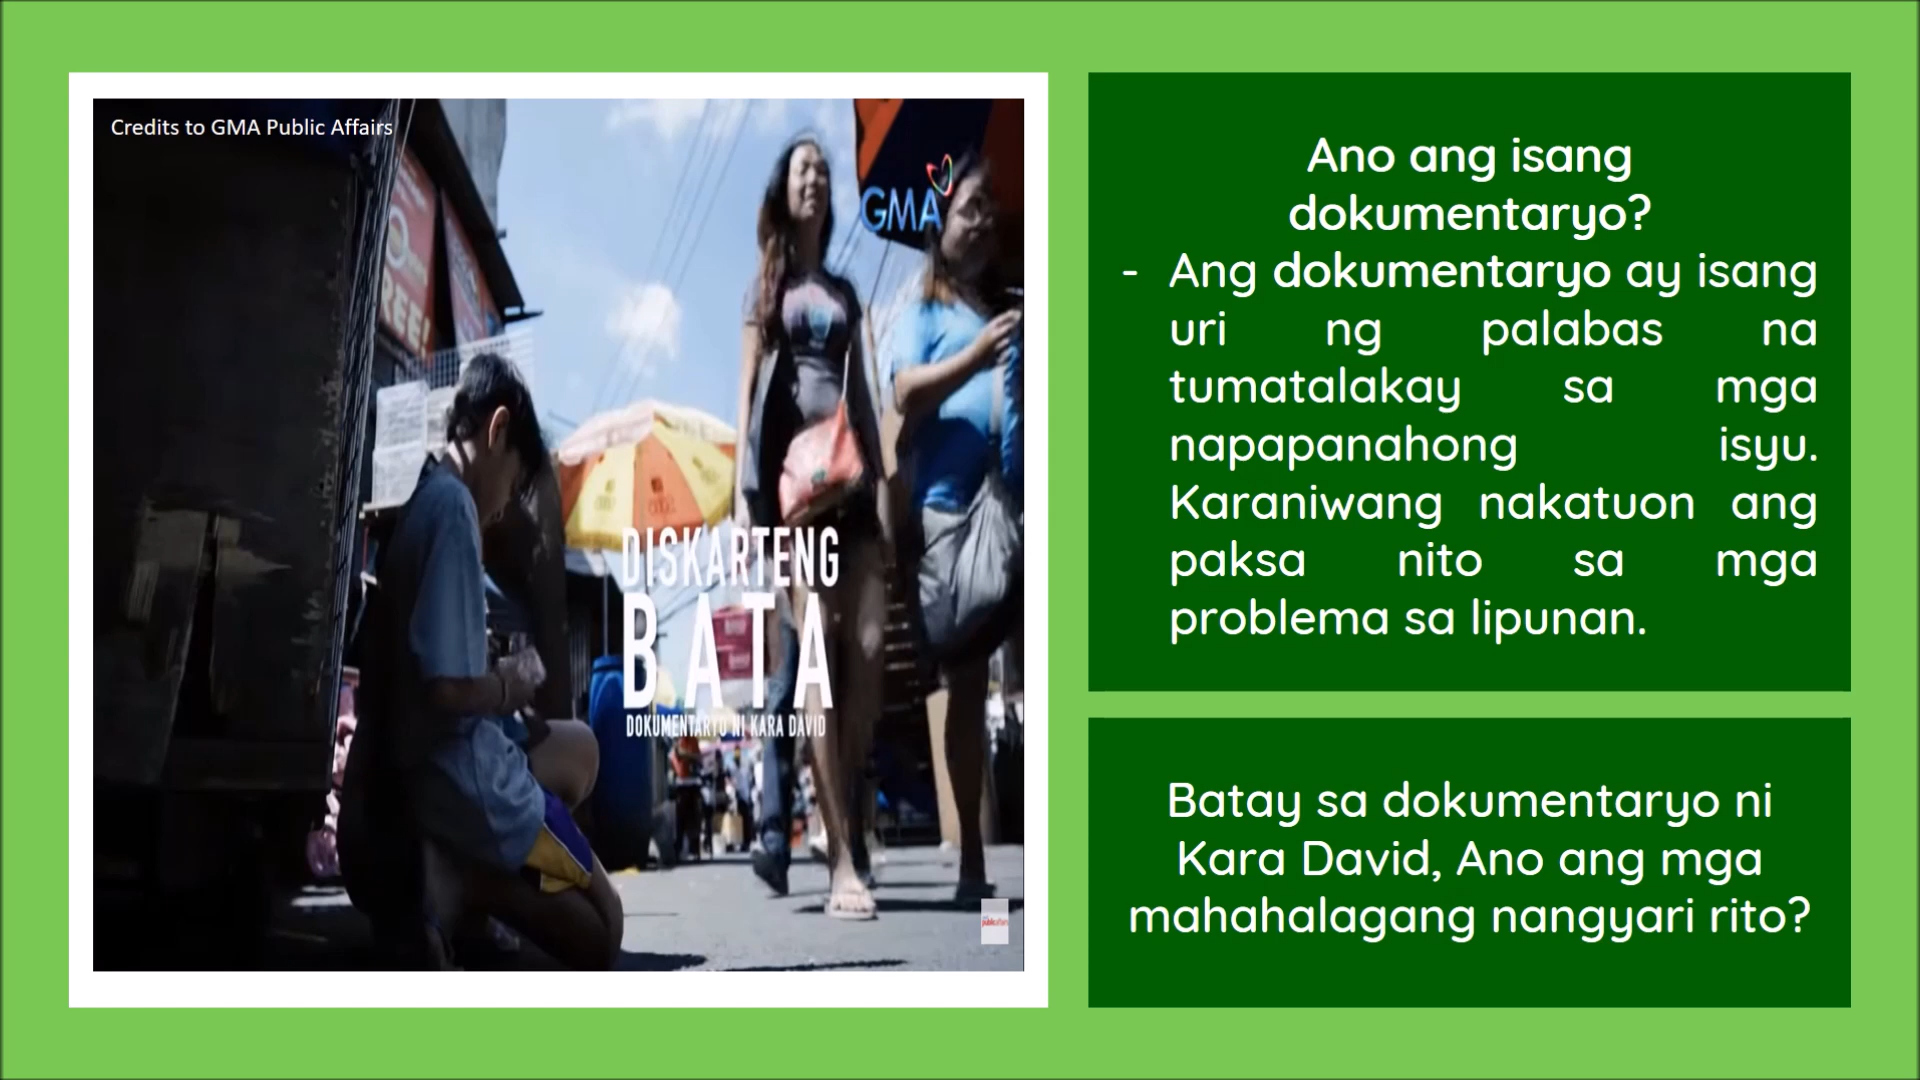 Credits to GMA Public Affairs
GMA
REE!
DISKARTENG
BATA
DOKUMENTARYO NI KARA DAVID
Ano ang isang
dokumentaryo?
- Ang dokumentaryo ay isang
uri ng palabas na
tumatalakay sa mga
napapanahong isyu.
Karaniwang nakatuon ang
paksa nito sa mga
problema sa lipunan.
Batay sa dokumentaryo ni
Kara David, Ano ang mga
mahahalagang nangyari rito?